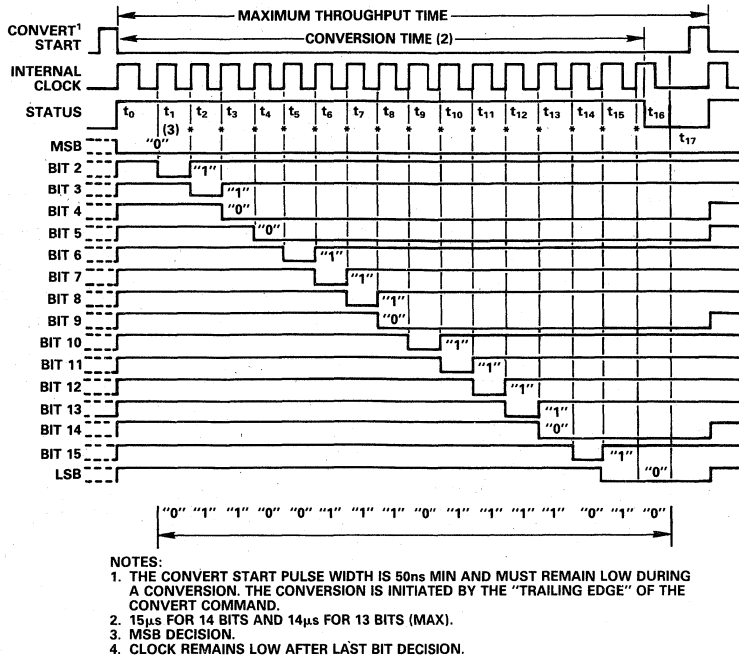 MAXIMUM THROUGHPUT TIME
CONVERT¹ START
CONVERSION TIME (2)
INTERNAL CLOCK
STATUS t0 t1 t2 t3 t4 t5 t6 t7 t8 t9 t10 t11 t12 t13 t14 t15 t16
(3) * * * * * * * * * * * * * * *
t17
MSB "0"
BIT 2 "1"
BIT 3 "1"
BIT 4 "0"
BIT 5 "0"
BIT 6 "1"
BIT 7 "1"
BIT 8 "1"
BIT 9 "0"
BIT 10 "1"
BIT 11 "1"
BIT 12 "1"
BIT 13 "1"
BIT 14 "0"
BIT 15 "1"
LSB "0"
"0" "1" "1" "0" "0" "1" "1" "1" "0" "1" "1" "1" "1" "0" "1" "0"
NOTES:
1. THE CONVERT START PULSE WIDTH IS 50ns MIN AND MUST REMAIN LOW DURING
A CONVERSION. THE CONVERSION IS INITIATED BY THE "TRAILING EDGE" OF THE
CONVERT COMMAND.
2. 15µs FOR 14 BITS AND 14µs FOR 13 BITS (MAX).
3. MSB DECISION.
4. CLOCK REMAINS LOW AFTER LAST BIT DECISION.